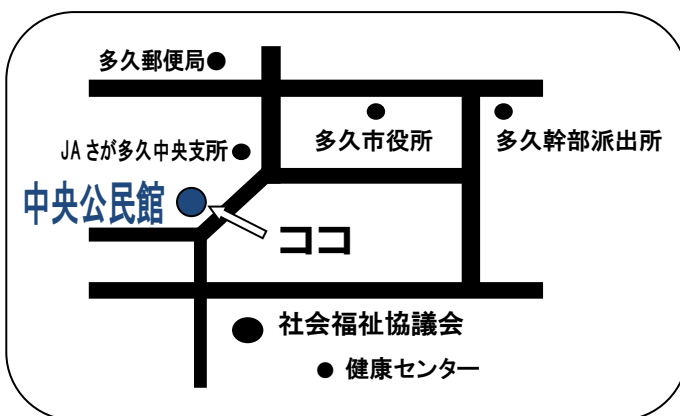 多久郵便局
多久市役所
多久幹部派出所
JAさが多久中央支所
中央公民館
ココ
社会福祉協議会
健康センター